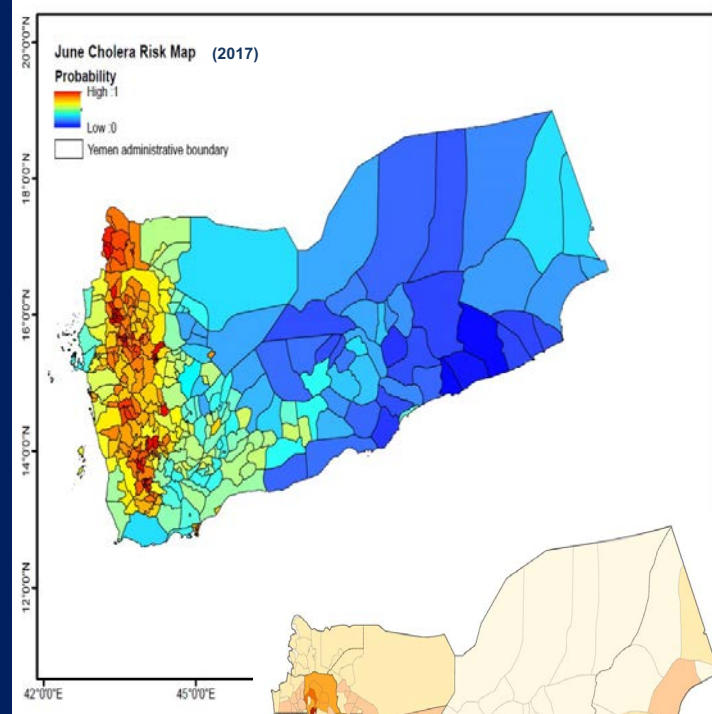 June Cholera Risk Map (2017)
Probability
High :1
Low :0
Yemen administrative boundary
20°0'0"N
18°0'0"N
16°0'0"N
14°0'0"N
12°0'0"N
42°0'0"E
45°0'0"E